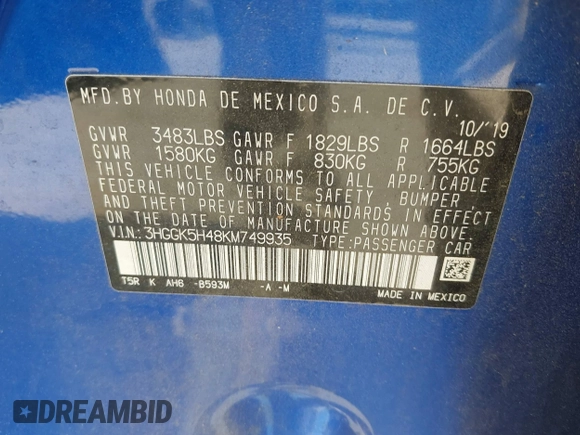 MFD. BY HONDA DE MEXICO S.A. DE C.V.
10/'19
GVWR 3483LBS GAWR F 1829LBS R 1664LBS
GVWR 1580KG GAWR F 830KG R 755KG
THIS VEHICLE CONFORMS TO ALL APPLICABLE
FEDERAL MOTOR VEHICLE SAFETY, BUMPER,
AND THEFT PREVENTION STANDARDS IN EFFECT
ON THE DATE OF MANUFACTURE SHOWN ABOVE.
V.I.N.: 3HGGK5H48KM749935 TYPE:PASSENGER CAR
T5R K AH6 -B593M -A -M
MADE IN MEXICO
DREAMBID